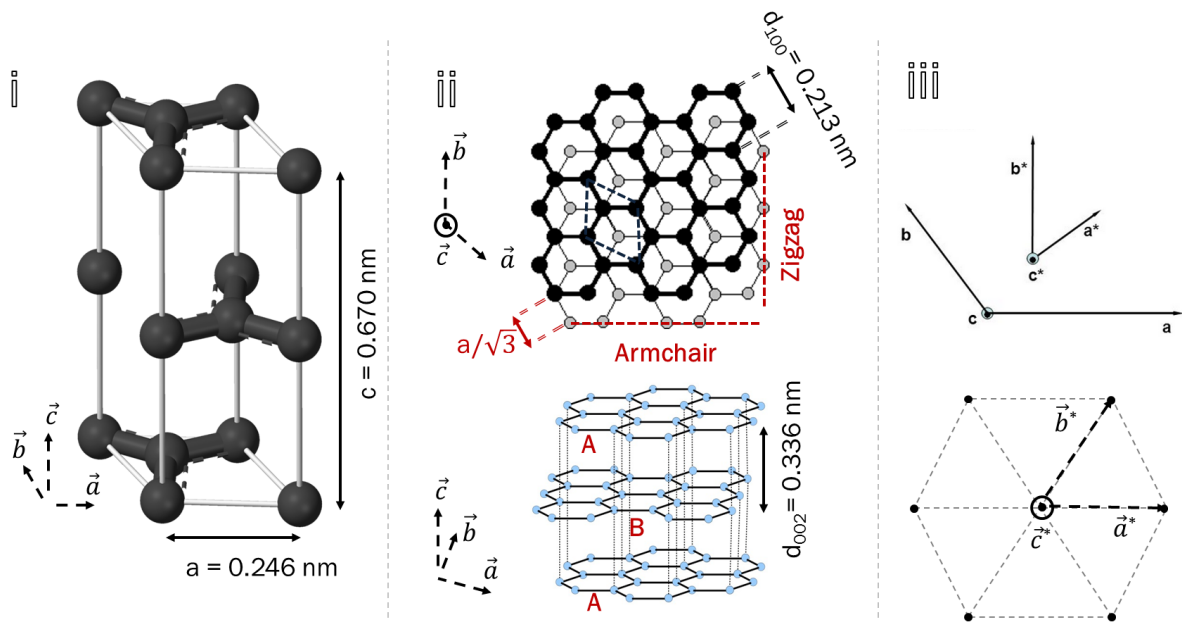 i
c = 0.670 nm
c⃗
b⃗
a⃗
a = 0.246 nm
ii
d₁₀₀ = 0.213 nm
b⃗
c⃗
a⃗
Zigzag
a/√3
Armchair
A
B
A
d₀₀₂= 0.336 nm
c⃗
b⃗
a⃗
iii
b*
a*
c*
b
c
a
b⃗*
c⃗*
a⃗*